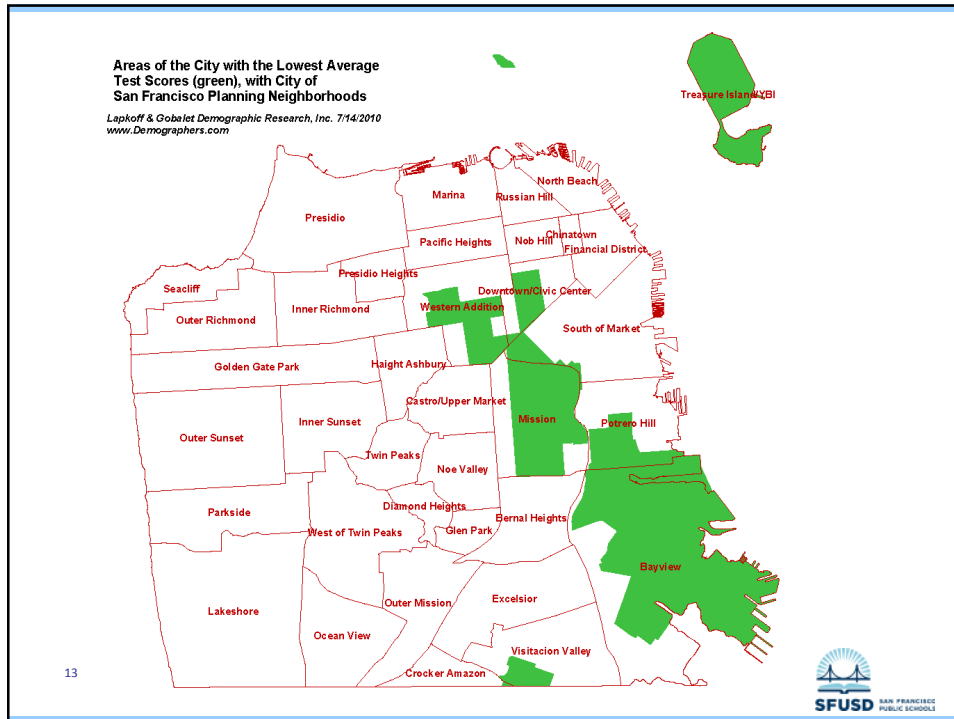 Areas of the City with the Lowest Average
Test Scores (green), with City of
San Francisco Planning Neighborhoods
Lapkoff & Gobalet Demographic Research, Inc. 7/14/2010
www.Demographers.com
Treasure Island/YBI
North Beach
Marina
Russian Hill
Presidio
Chinatown
Pacific Heights
Nob Hill
Financial District
Presidio Heights
Seacliff
Downtown/Civic Center
Western Addition
Inner Richmond
Outer Richmond
South of Market
Haight Ashbury
Golden Gate Park
Castro/Upper Market
Mission
Inner Sunset
Potrero Hill
Outer Sunset
Twin Peaks
Noe Valley
Diamond Heights
Parkside
Bernal Heights
West of Twin Peaks
Glen Park
Bayview
Excelsior
Outer Mission
Lakeshore
Ocean View
Visitacion Valley
Crocker Amazon
13
SFUSD
SAN FRANCISCO
PUBLIC SCHOOLS